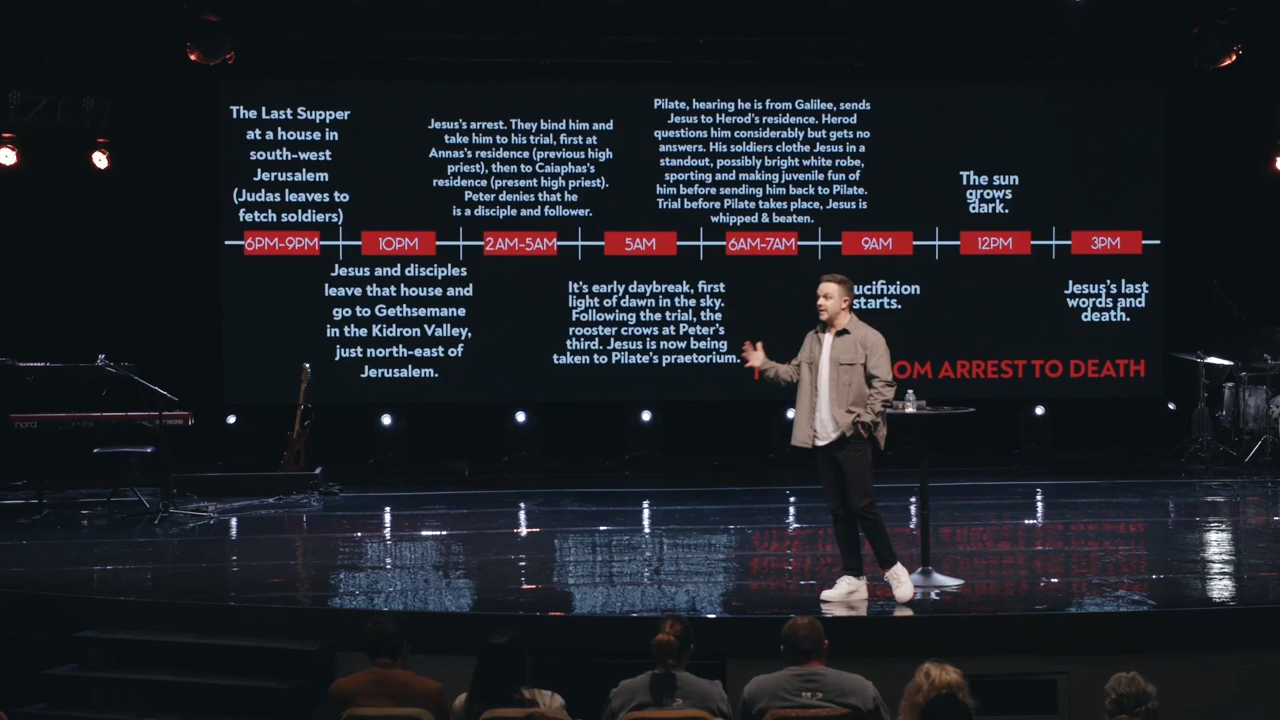 The Last Supper
at a house in
south-west
Jerusalem
(Judas leaves to
fetch soldiers)
Jesus's arrest. They bind him and
take him to his trial, first at
Annas's residence (previous high
priest), then to Caiaphas's
residence (present high priest).
Peter denies that he
is a disciple and follower.
Pilate, hearing he is from Galilee, sends
Jesus to Herod's residence. Herod
questions him considerably but gets no
answers. His soldiers clothe Jesus in a
standout, possibly bright white robe,
sporting and making juvenile fun of
him before sending him back to Pilate.
Trial before Pilate takes place, Jesus is
whipped & beaten.
The sun
grows
dark.
6PM-9PM
10PM
2AM-5AM
5AM
6AM-7AM
9AM
12PM
3PM
Jesus and disciples
leave that house and
go to Gethsemane
in the Kidron Valley,
just north-east of
Jerusalem.
It's early daybreak, first
light of dawn in the sky.
Following the trial, the
rooster crows at Peter's
third. Jesus is now being
taken to Pilate's praetorium.
ucifixion
starts.
Jesus's last
words and
death.
OM ARREST TO DEATH
nord